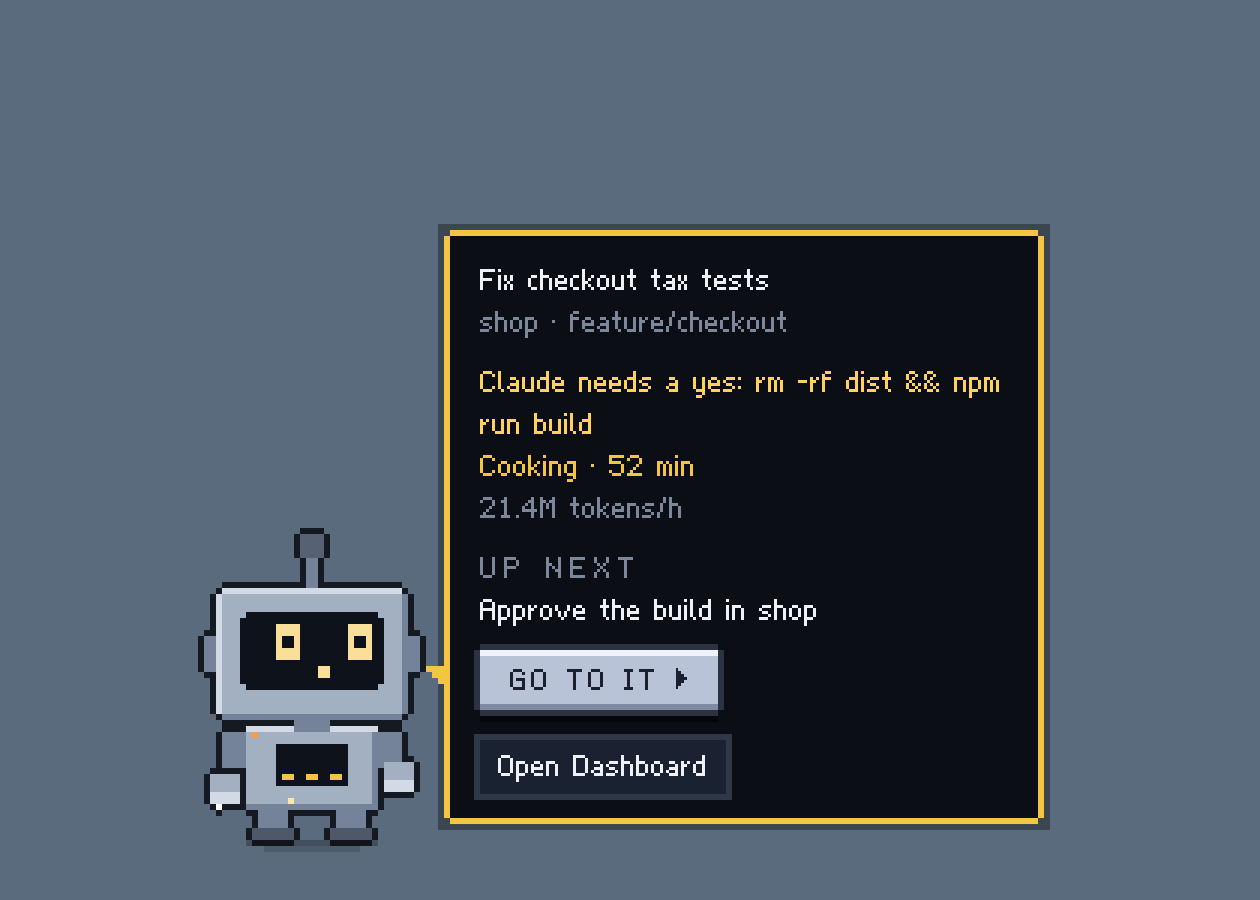 Fix checkout tax tests
shop · feature/checkout
Claude needs a yes: rm -rf dist && npm
run build
Cooking · 52 min
21.4M tokens/h
UP NEXT
Approve the build in shop
GO TO IT
Open Dashboard